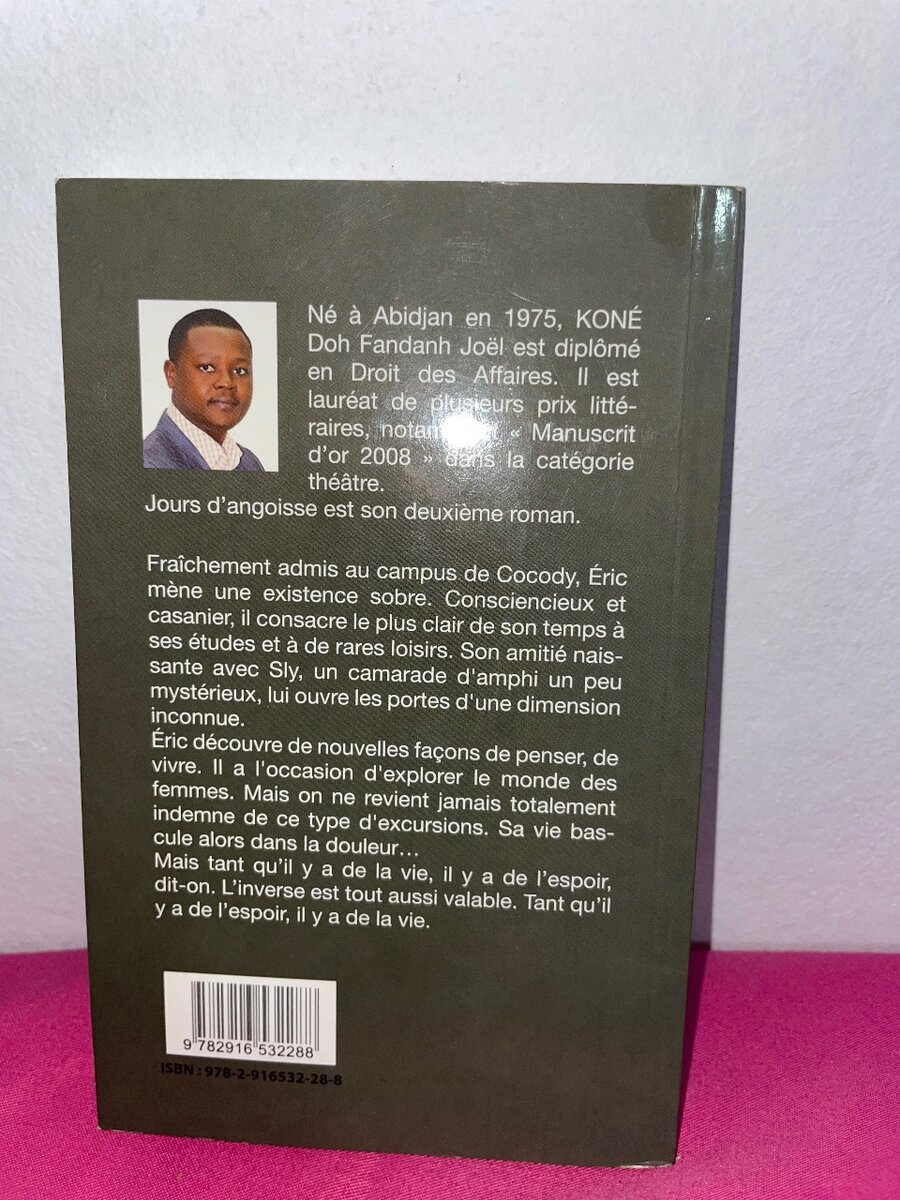 Né à Abidjan en 1975, KONÉ
Doh Fandanh Joël est diplômé
en Droit des Affaires. Il est
lauréat de plusieurs prix litté-
raires, « Manuscrit
d'or 2008 » dans la catégorie
théâtre.
Jours d'angoisse est son deuxième roman.
Fraîchement admis au campus de Cocody, Éric
mène une existence sobre. Consciencieux et
casanier, il consacre le plus clair de son temps à
ses études et à de rares loisirs. Son amitié nais-
sante avec Sly, un camarade d'amphi un peu
mystérieux, lui ouvre les portes d'une dimension
inconnue.
Éric découvre de nouvelles façons de penser, de
vivre. Il a l'occasion d'explorer le monde des
femmes. Mais on ne revient jamais totalement
indemne de ce type d'excursions. Sa vie bas-
cule alors dans la douleur...
Mais tant qu'il y a de la vie, il y a de l'espoir,
dit-on. L'inverse est tout aussi valable. Tant qu'il
y a de l'espoir, il y a de la vie.
9 782916 532288
ISBN : 978-2-916532-28-8